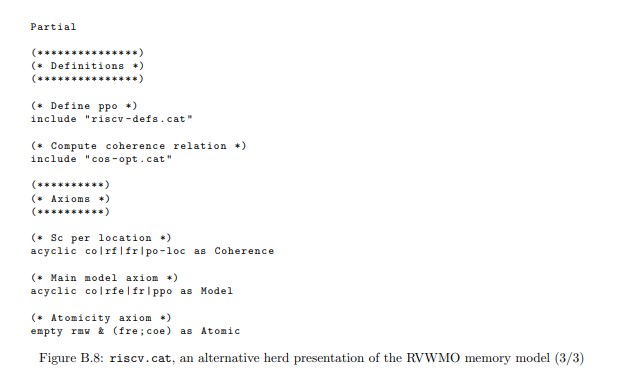 Partial
(***************)
(* Definitions *)
(***************)
(* Define ppo *)
include "riscv-defs.cat"
(* Compute coherence relation *)
include "cos-opt.cat"
(**********)
(* Axioms *)
(**********)
(* Sc per location *)
acyclic co|rf|fr|po-loc as Coherence
(* Main model axiom *)
acyclic co|rfe|fr|ppo as Model
(* Atomicity axiom *)
empty rmw & (fre;coe) as Atomic
Figure B.8: riscv.cat, an alternative herd presentation of the RVWMO memory model (3/3)